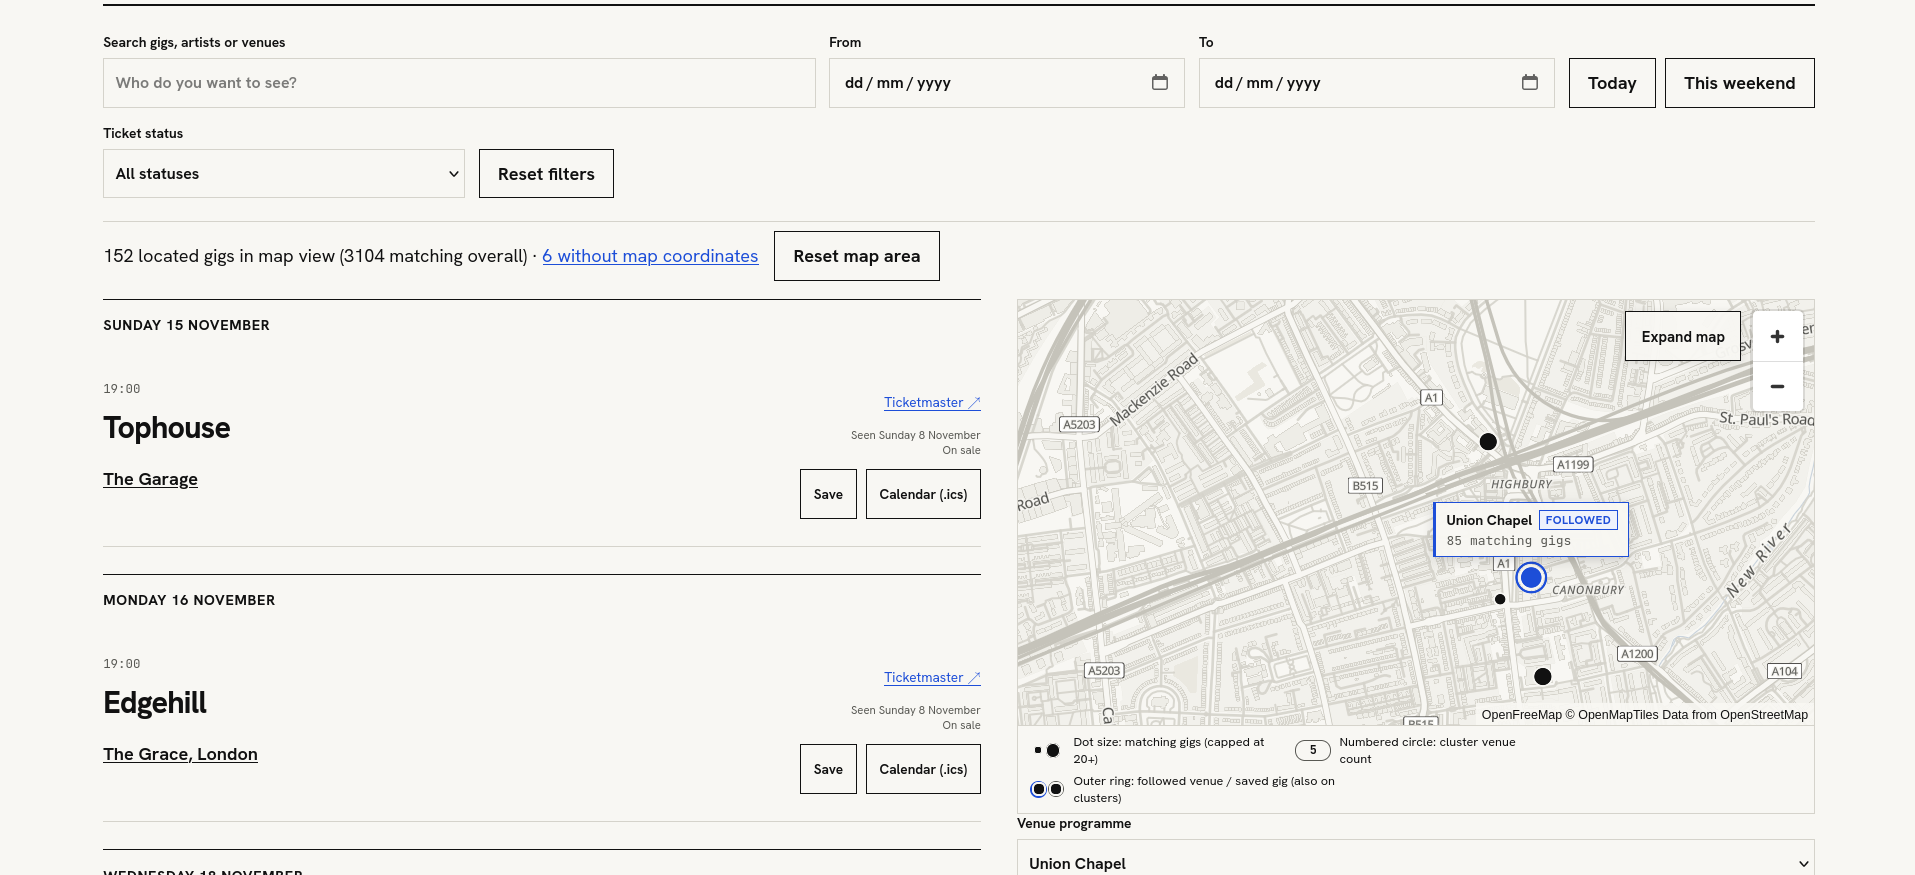 Search gigs, artists or venues
From
To
Who do you want to see?
dd / mm / yyyy
dd / mm / yyyy
Today
This weekend
Ticket status
All statuses
Reset filters
152 located gigs in map view (3104 matching overall) · 6 without map coordinates
Reset map area
SUNDAY 15 NOVEMBER
19:00
Tophouse
The Garage
Ticketmaster ↗
Seen Sunday 8 November
On sale
Save
Calendar (.ics)
MONDAY 16 NOVEMBER
19:00
Edgehill
The Grace, London
Ticketmaster ↗
Seen Sunday 8 November
On sale
Save
Calendar (.ics)
WEDNESDAY 18 NOVEMBER
Expand map
+
−
Mackenzie Road
A1
A5203
St. Paul's Road
A1199
B515
HIGHBURY
Road
Union Chapel FOLLOWED
85 matching gigs
A1
CANONBURY
New River
A1200
A5203
A104
Ca
B515
OpenFreeMap © OpenMapTiles Data from OpenStreetMap
Dot size: matching gigs (capped at
20+)
5
Numbered circle: cluster venue
count
Outer ring: followed venue / saved gig (also on
clusters)
Venue programme
Union Chapel